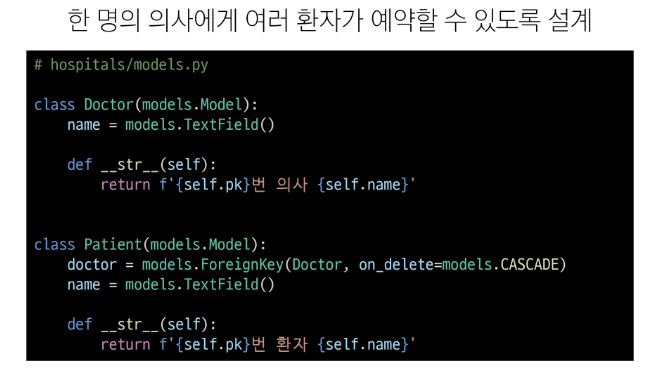 한 명의 의사에게 여러 환자가 예약할 수 있도록 설계
# hospitals/models.py
class Doctor(models.Model):
    name = models.TextField()
    def __str__(self):
        return f'{self.pk}번 의사 {self.name}'
class Patient(models.Model):
    doctor = models.ForeignKey(Doctor, on_delete=models.CASCADE)
    name = models.TextField()
    def __str__(self):
        return f'{self.pk}번 환자 {self.name}'